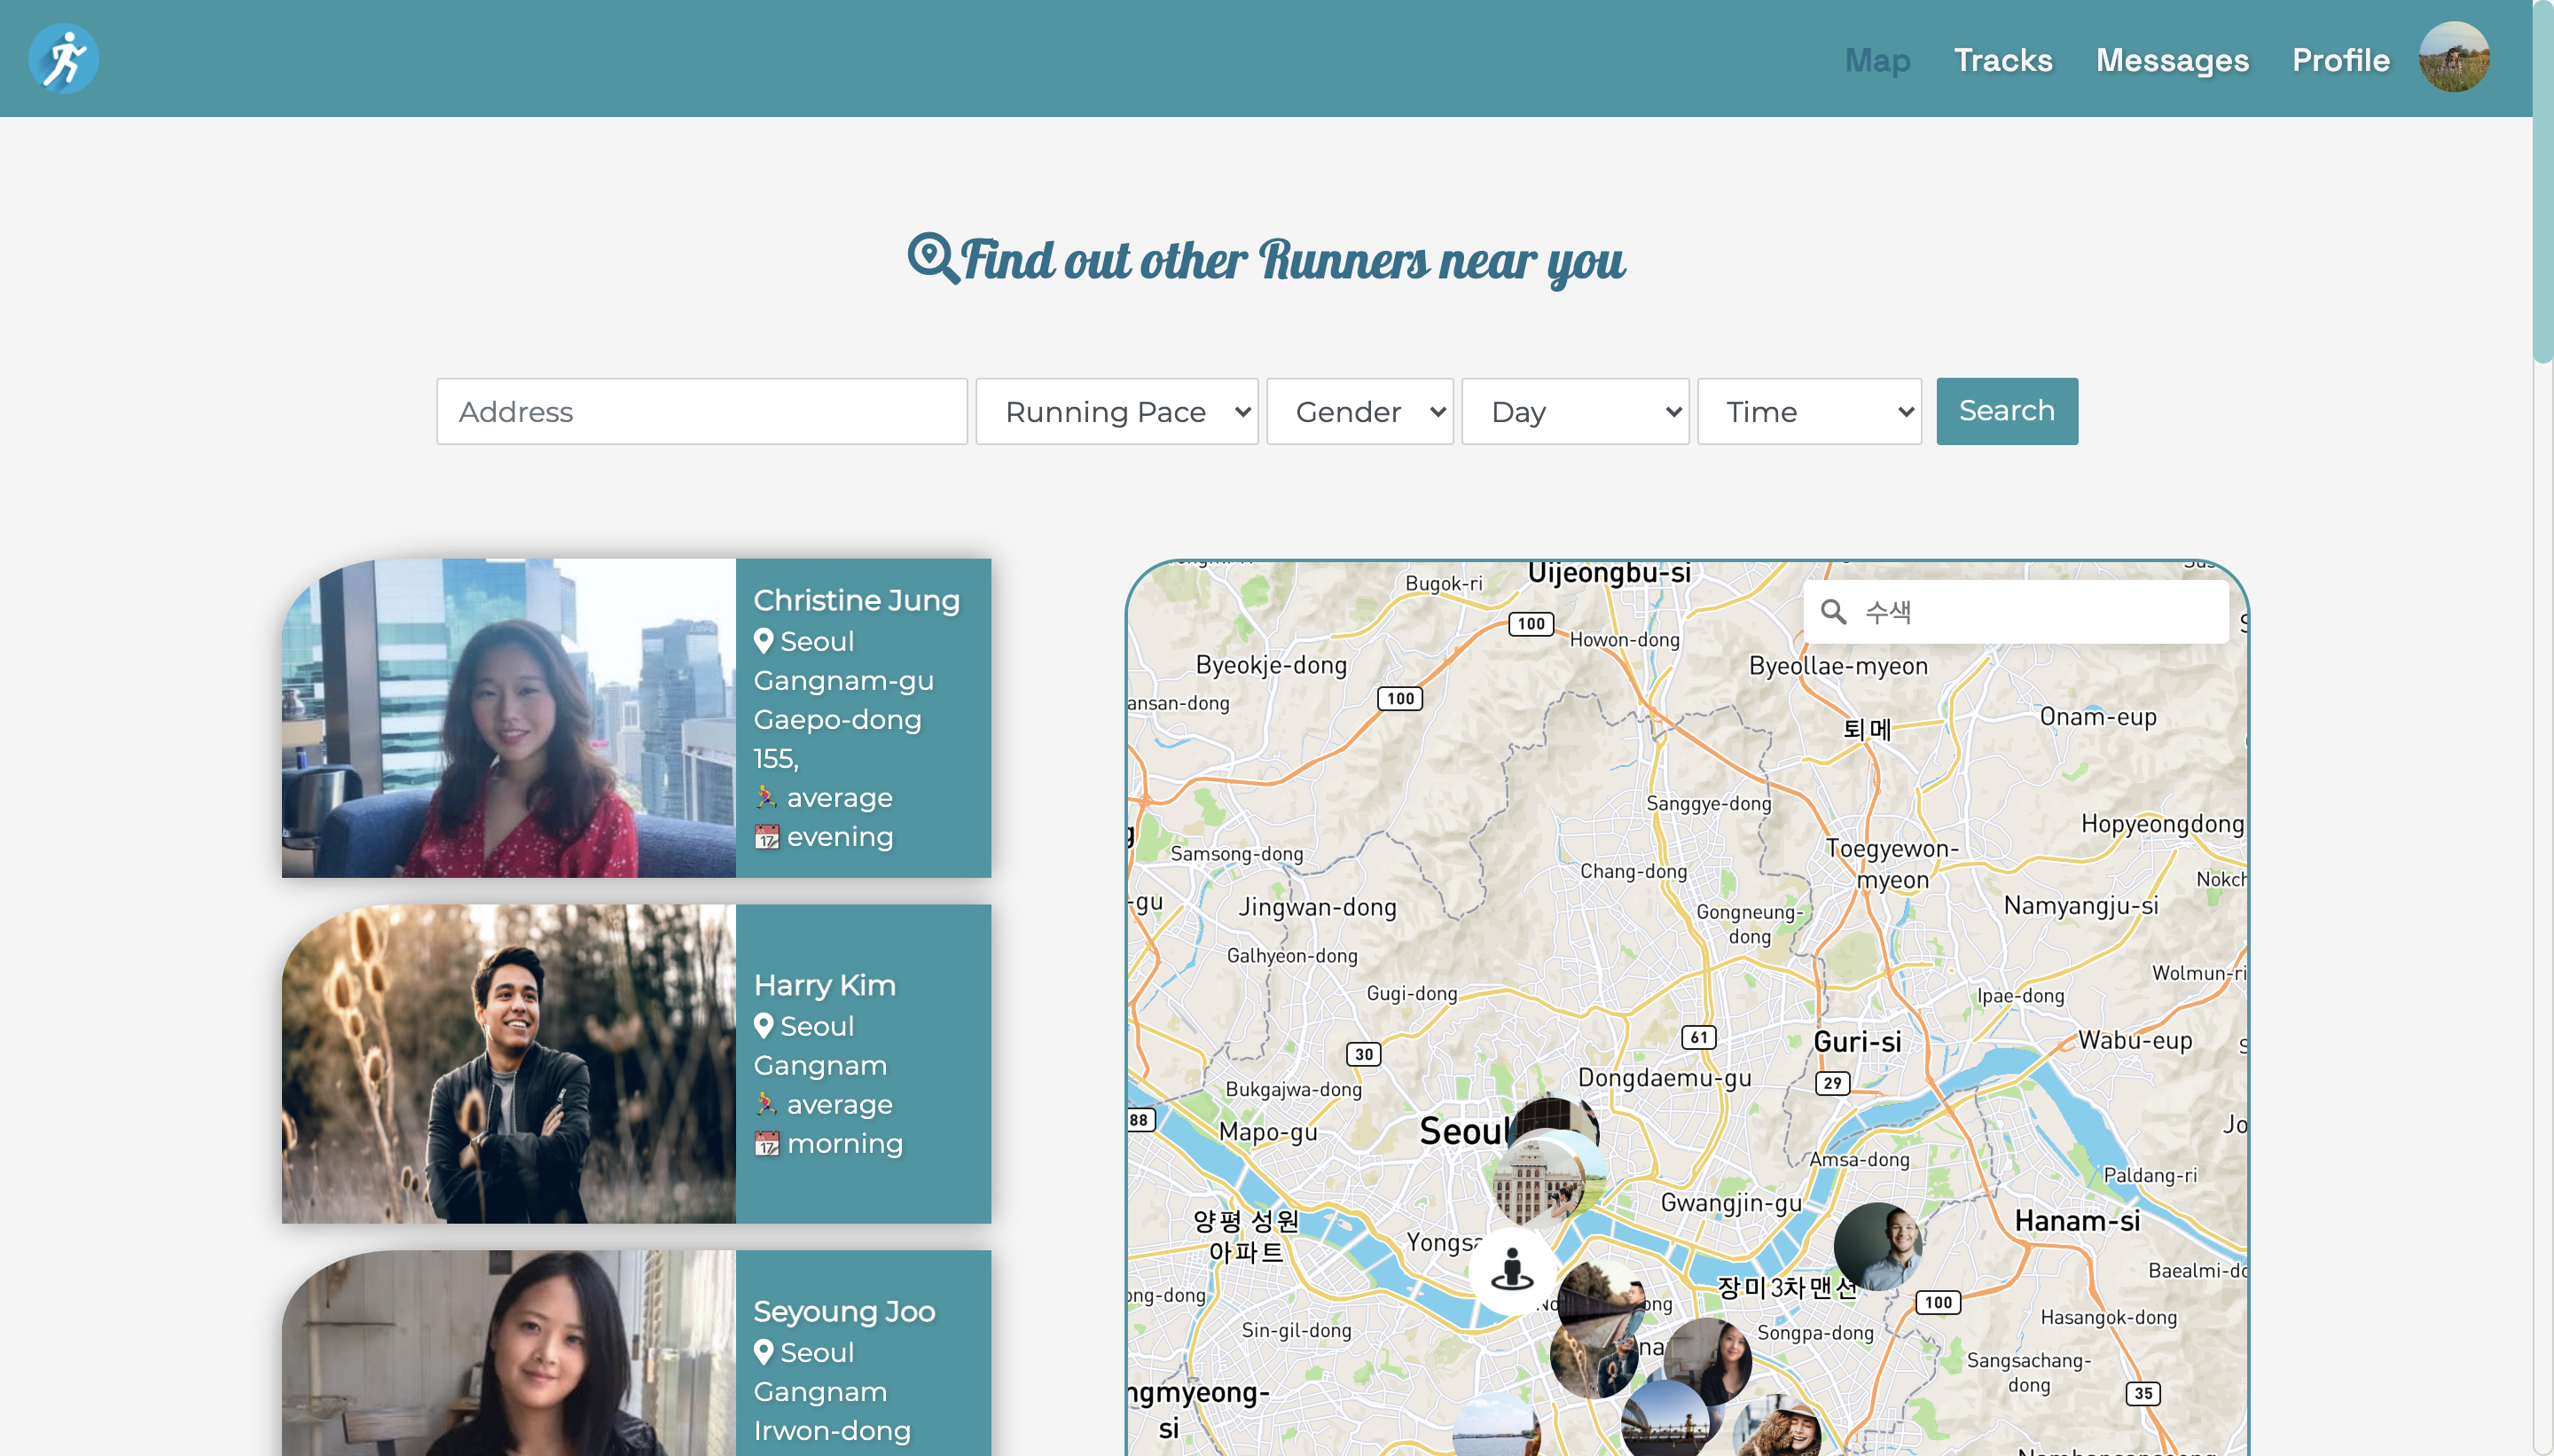 Map Tracks Messages Profile
Find out other Runners near you
Address Running Pace Gender Day Time Search
Christine Jung
Seoul
Gangnam-gu
Gaepo-dong
155,
average
evening
Harry Kim
Seoul
Gangnam
average
morning
Seyoung Joo
Seoul
Gangnam
Irwon-dong
Uijeongbu-si
Bugok-ri
수색
100
Howon-dong
Byeokje-dong
Byeollae-myeon
100
ansan-dong
Onam-eup
퇴메
Sanggye-dong
Hopyeongdong
Samsong-dong
Toegyewon-
myeon
Chang-dong
Nokch
-gu
Jingwan-dong
Gongneung-
dong
Namyangju-si
Galhyeon-dong
Wolmun-ri
Gugi-dong
Ipae-dong
61
Guri-si
Wabu-eup
30
Dongdaemu-gu
29
Bukgajwa-dong
88
Mapo-gu
Seoul
Jo
Amsa-dong
Paldang-ri
Gwangjin-gu
양평 성원
아파트
Hanam-si
Yongsa
Baealmi-do
장미3차맨션
ong-dong
No
ong
100
Hasangok-dong
Sin-gil-dong
na
Songpa-dong
Sangsachang-
dong
ngmyeong-
si
35